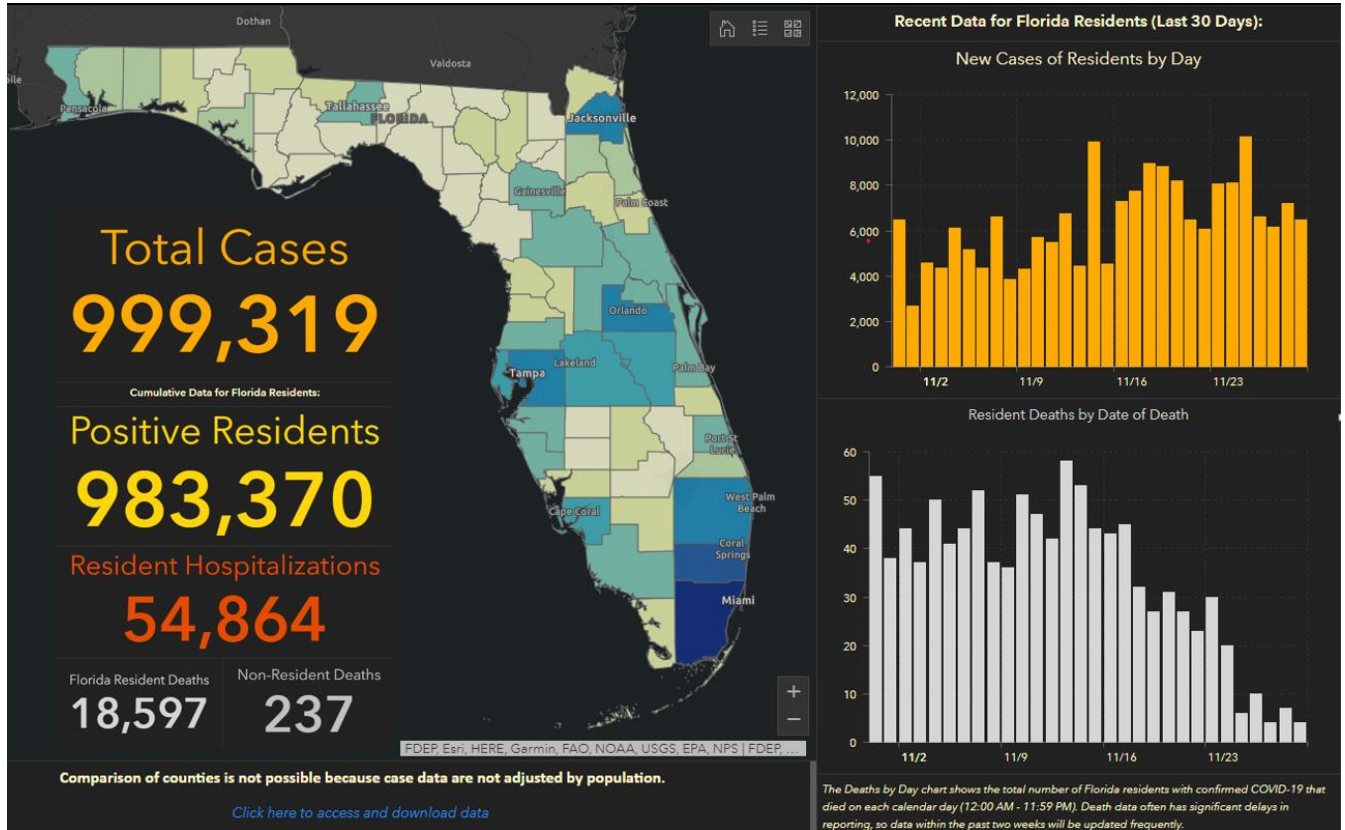 Dothan
Valdosta
Pensacola
Tallahassee
FLORIDA
Jacksonville
Gainesville
Palm Coast
Orlando
Lakeland
Tampa
Palm Bay
Port St
Lucie
Cape Coral
West Palm
Beach
Coral
Springs
Miami
Total Cases
999,319
Cumulative Data for Florida Residents:
Positive Residents
983,370
Resident Hospitalizations
54,864
Florida Resident Deaths
18,597
Non-Resident Deaths
237
+
−
FDEP, Esri, HERE, Garmin, FAO, NOAA, USGS, EPA, NPS | FDEP, ...
Comparison of counties is not possible because case data are not adjusted by population.
Click here to access and download data
Recent Data for Florida Residents (Last 30 Days):
New Cases of Residents by Day
12,000
10,000
8,000
6,000
4,000
2,000
0
11/2 11/9 11/16 11/23
Resident Deaths by Date of Death
60
50
40
30
20
10
0
11/2 11/9 11/16 11/23
The Deaths by Day chart shows the total number of Florida residents with confirmed COVID-19 that
died on each calendar day (12:00 AM - 11:59 PM). Death data often has significant delays in
reporting, so data within the past two weeks will be updated frequently.